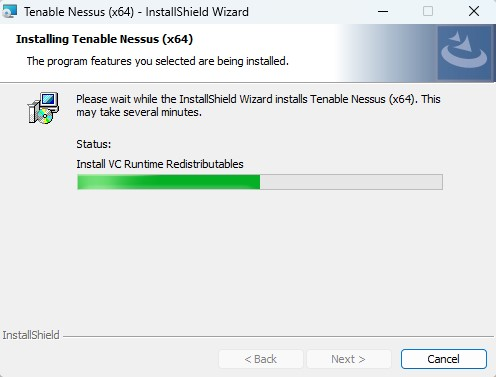 Tenable Nessus (x64) - InstallShield Wizard
Installing Tenable Nessus (x64)
The program features you selected are being installed.
Please wait while the InstallShield Wizard installs Tenable Nessus (x64). This
may take several minutes.
Status:
Install VC Runtime Redistributables
InstallShield
< Back
Next >
Cancel